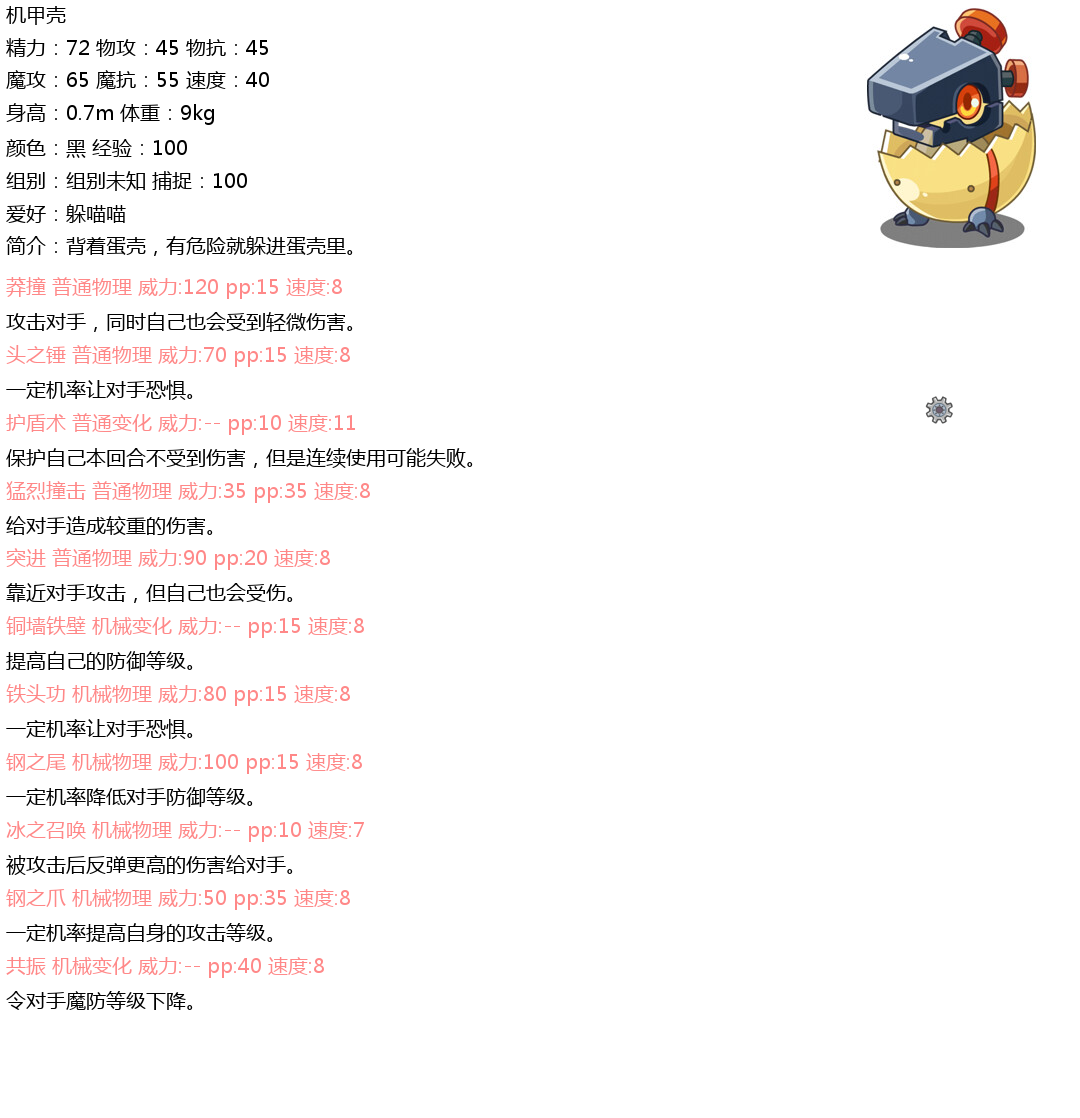 机甲壳
精力：72 物攻：45 物抗：45
魔攻：65 魔抗：55 速度：40
身高：0.7m 体重：9kg
颜色：黑 经验：100
组别：组别未知 捕捉：100
爱好：躲喵喵
简介：背着蛋壳，有危险就躲进蛋壳里。
莽撞 普通物理 威力:120 pp:15 速度:8
攻击对手，同时自己也会受到轻微伤害。
头之锤 普通物理 威力:70 pp:15 速度:8
一定机率让对手恐惧。
护盾术 普通变化 威力:-- pp:10 速度:11
保护自己本回合不受到伤害，但是连续使用可能失败。
猛烈撞击 普通物理 威力:35 pp:35 速度:8
给对手造成较重的伤害。
突进 普通物理 威力:90 pp:20 速度:8
靠近对手攻击，但自己也会受伤。
铜墙铁壁 机械变化 威力:-- pp:15 速度:8
提高自己的防御等级。
铁头功 机械物理 威力:80 pp:15 速度:8
一定机率让对手恐惧。
钢之尾 机械物理 威力:100 pp:15 速度:8
一定机率降低对手防御等级。
冰之召唤 机械物理 威力:-- pp:10 速度:7
被攻击后反弹更高的伤害给对手。
钢之爪 机械物理 威力:50 pp:35 速度:8
一定机率提高自身的攻击等级。
共振 机械变化 威力:-- pp:40 速度:8
令对手魔防等级下降。